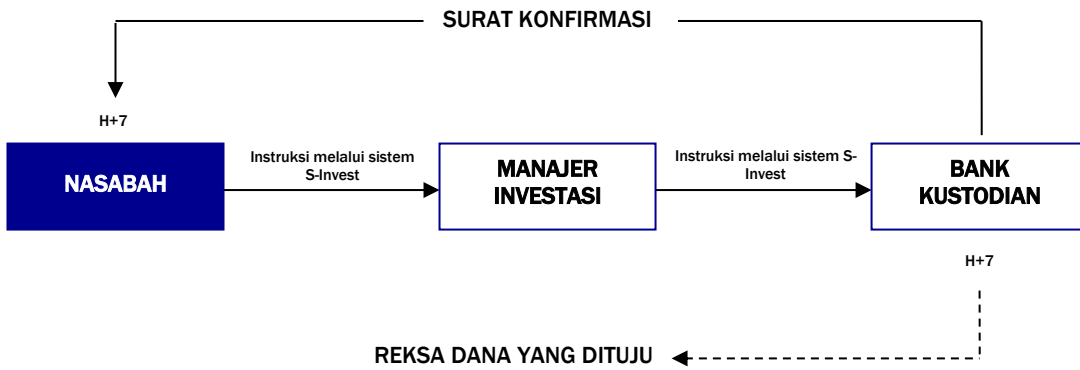 SURAT KONFIRMASI
H+7
NASABAH
Instruksi melalui sistem
S-Invest
MANAJER
INVESTASI
Instruksi melalui sistem S-
Invest
BANK
KUSTODIAN
H+7
REKSA DANA YANG DITUJU